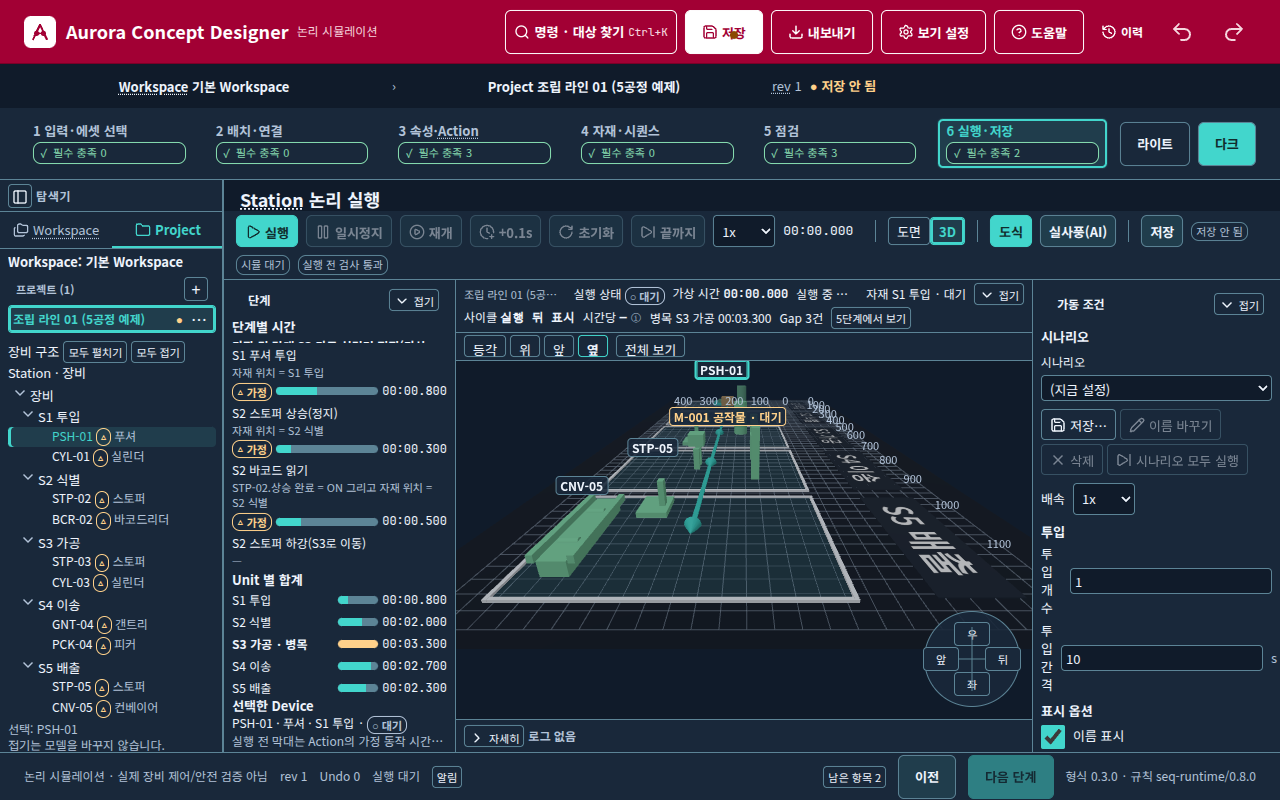 Aurora Concept Designer 논리 시뮬레이션
명령 · 대상 찾기 Ctrl+K
내보내기
보기 설정
도움말
이력
Workspace 기본 Workspace › Project 조립 라인 01 (5공정 예제) rev 1 ● 저장 안 됨
1 입력·에셋 선택
✓ 필수 충족 0
2 배치·연결
✓ 필수 충족 0
3 속성·Action
✓ 필수 충족 3
4 자재·시퀀스
✓ 필수 충족 0
5 점검
✓ 필수 충족 3
6 실행·저장
✓ 필수 충족 2
라이트
다크
탐색기
Workspace
Project
Workspace: 기본 Workspace
프로젝트 (1) +
조립 라인 01 (5공정 예제) ● ···
장비 구조 모두 펼치기 모두 접기
Station · 장비
장비
S1 투입
PSH-01 푸셔
CYL-01 실린더
S2 식별
STP-02 스토퍼
BCR-02 바코드리더
S3 가공
STP-03 스토퍼
CYL-03 실린더
S4 이송
GNT-04 갠트리
PCK-04 피커
S5 배출
STP-05 스토퍼
CNV-05 컨베이어
선택: PSH-01
접기는 모델을 바꾸지 않습니다.
Station 논리 실행
실행
일시정지
재개
+0.1s
초기화
끝까지
1x
00:00.000
도면
3D
도식
실사풍(AI)
저장
저장 안 됨
시뮬 대기
실행 전 검사 통과
단계
접기
단계별 시간
S1 푸셔 투입
자재 위치 = S1 투입
가정 00:00.800
S2 스토퍼 상승(정지)
자재 위치 = S2 식별
가정 00:00.300
S2 바코드 읽기
STP-02.상승 완료 = ON 그리고 자재 위치 =
S2 식별
가정 00:00.500
S2 스토퍼 하강(S3로 이동)
—
Unit 별 합계
S1 투입 00:00.800
S2 식별 00:02.000
S3 가공 · 병목 00:03.300
S4 이송 00:02.700
S5 배출 00:02.300
선택한 Device
PSH-01 · 푸셔 · S1 투입 · ○ 대기
실행 전 막대는 Action의 가정 동작 시간···
조립 라인 01 (5공··· 실행 상태 ○ 대기 가상 시간 00:00.000 실행 중 ··· 자재 S1 투입 · 대기 접기
사이클 실행 뒤 표시 시간당 – ⓘ 병목 S3 가공 00:03.300 Gap 3건 5단계에서 보기
등각
위
앞
옆
전체 보기
PSH-01
400 300 200 100 0
M-001 공작물 · 대기
STP-05
CNV-05
0
100
200
300
400
500
600
700
800
900
1000
1100
S4 이송
S5 배출
우
앞
뒤
좌
자세히
로그 없음
가동 조건
접기
시나리오
시나리오
(지금 설정)
저장···
이름 바꾸기
삭제
시나리오 모두 실행
배속 1x
투입
투입 개수 1
투입 간격 10 s
표시 옵션
이름 표시
논리 시뮬레이션 · 실제 장비 제어/안전 검증 아님 rev 1 Undo 0 실행 대기 알림
남은 항목 2
이전
다음 단계
형식 0.3.0 · 규칙 seq-runtime/0.8.0